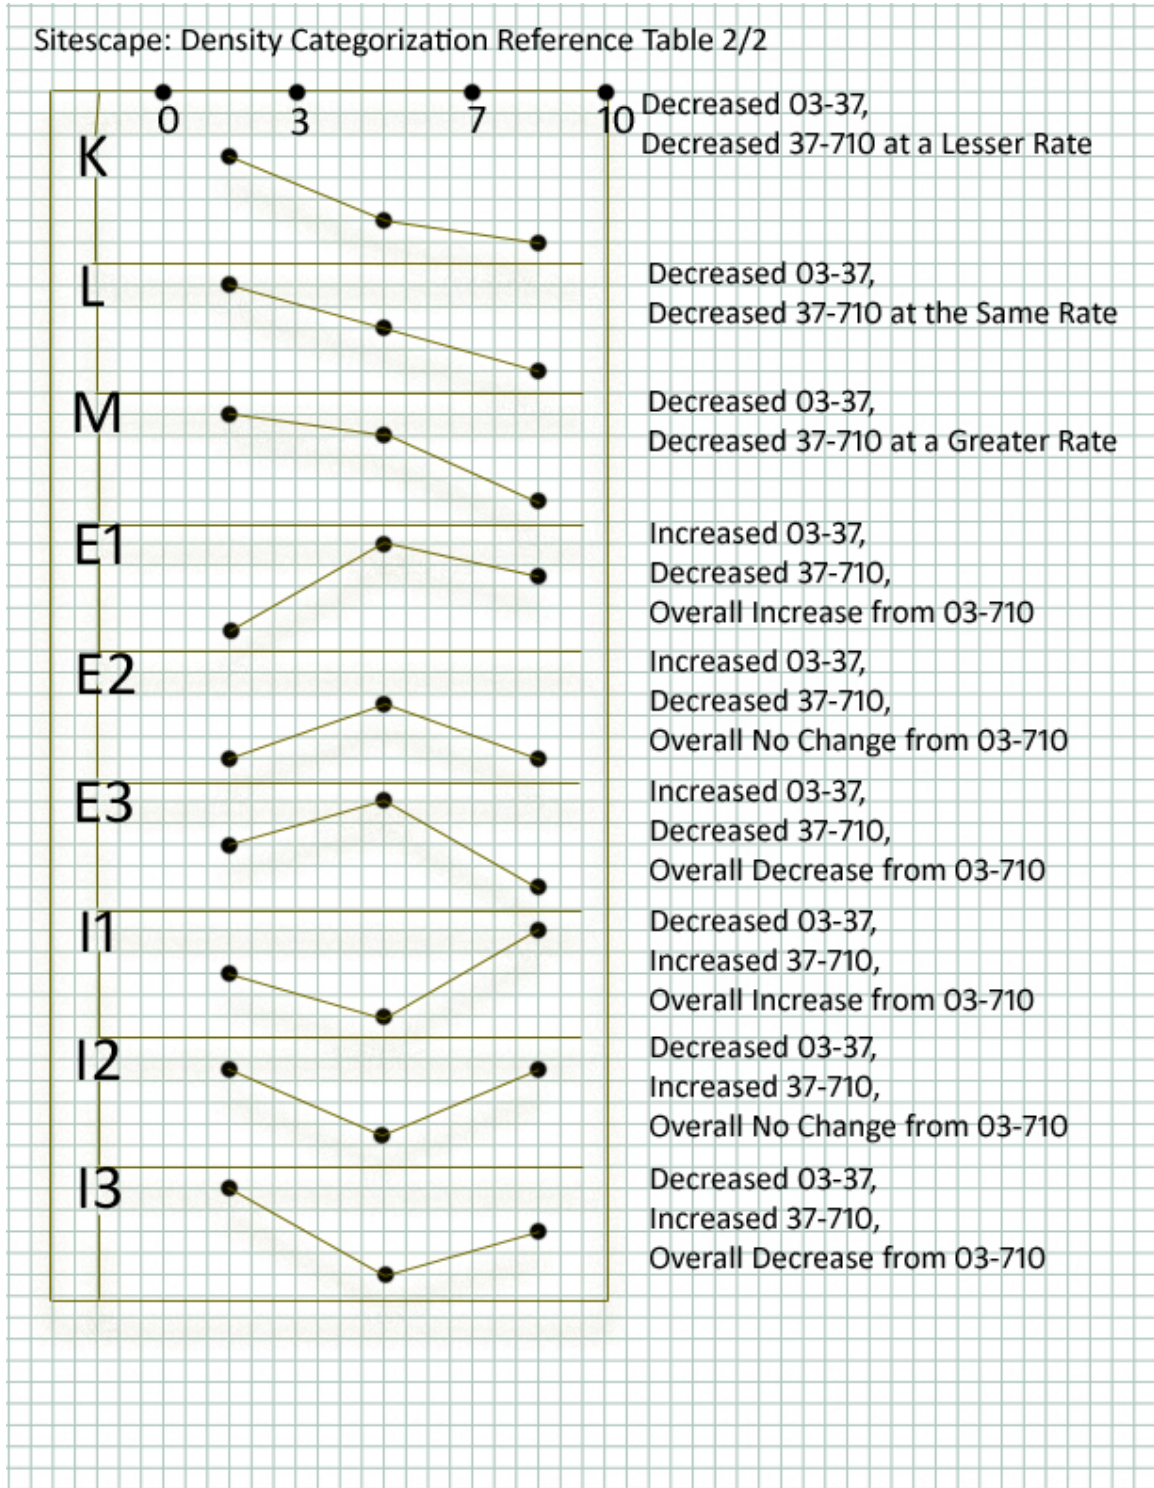 Sitescape: Density Categorization Reference Table 2/2
0 3 7 10
Decreased 03-37,
Decreased 37-710 at a Lesser Rate
K
Decreased 03-37,
Decreased 37-710 at the Same Rate
L
Decreased 03-37,
Decreased 37-710 at a Greater Rate
M
Increased 03-37,
Decreased 37-710,
Overall Increase from 03-710
E1
Increased 03-37,
Decreased 37-710,
Overall No Change from 03-710
E2
Increased 03-37,
Decreased 37-710,
Overall Decrease from 03-710
E3
Decreased 03-37,
Increased 37-710,
Overall Increase from 03-710
I1
Decreased 03-37,
Increased 37-710,
Overall No Change from 03-710
I2
Decreased 03-37,
Increased 37-710,
Overall Decrease from 03-710
I3